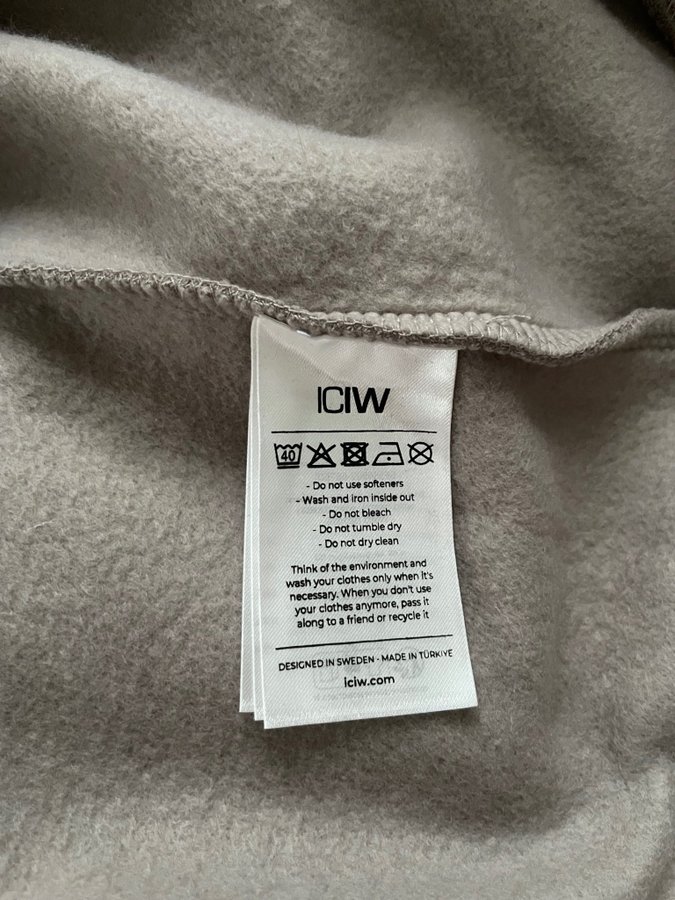 ICIW
40
- Do not use softeners
- Wash and iron inside out
- Do not bleach
- Do not tumble dry
- Do not dry clean
Think of the environment and
wash your clothes only when it's
necessary. When you don't use
your clothes anymore, pass it
along to a friend or recycle it
DESIGNED IN SWEDEN - MADE IN TÜRKIYE
iciw.com